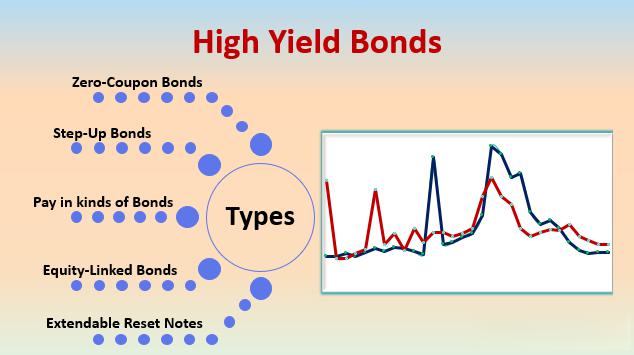 High Yield Bonds
Zero-Coupon Bonds
Step-Up Bonds
Pay in kinds of Bonds
Types
Equity-Linked Bonds
Extendable Reset Notes